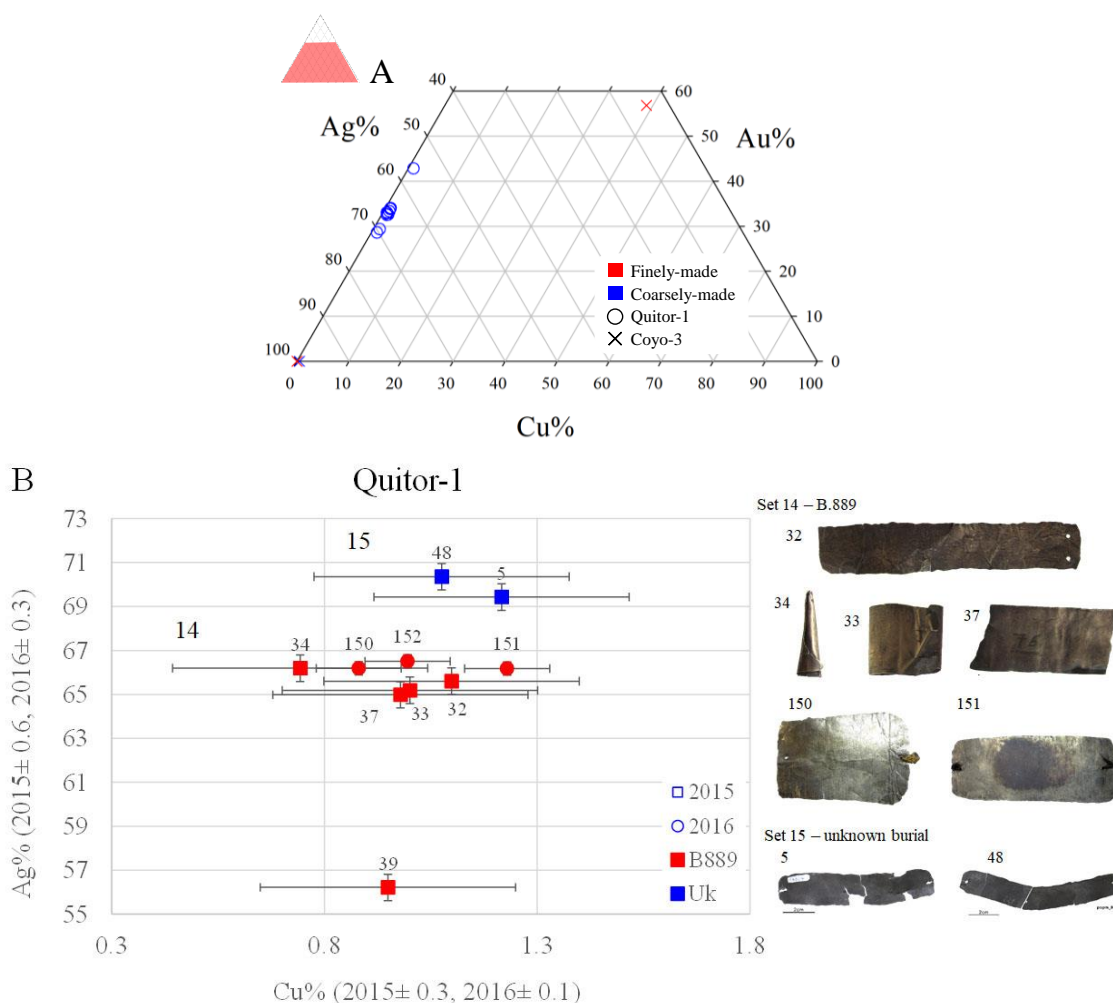 A
40
60
Ag%
Au%
50
50
60
40
70
30
80
20
90
10
100
0
0 10 20 30 40 50 60 70 80 90 100
Cu%
Finely-made
Coarsely-made
Quitor-1
Coyo-3
B
Quitor-1
73
71
69
67
65
63
61
59
57
55
Ag% (2015± 0.6, 2016± 0.3)
15
48
5
14
34
150
152
151
37
33
32
39
2015
2016
B889
Uk
0.3 0.8 1.3 1.8
Cu% (2015± 0.3, 2016± 0.1)
Set 14 – B.889
32
34
33
37
150
151
Set 15 – unknown burial
5
48